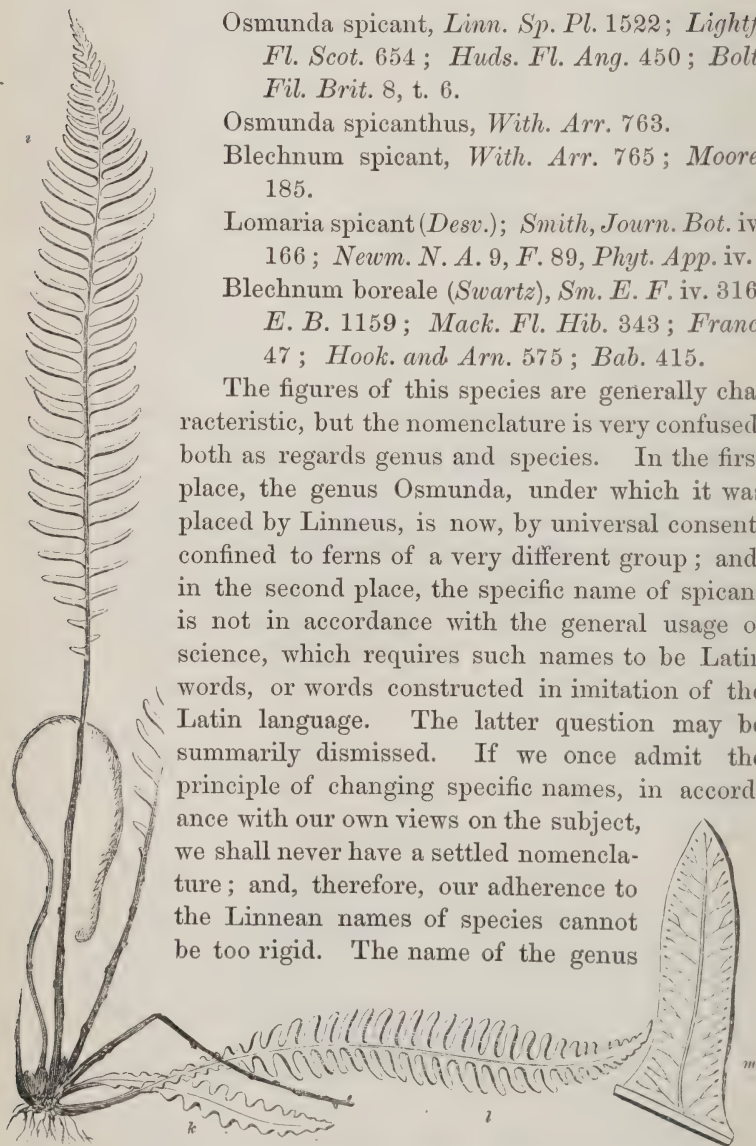 Osmunda spicant, Linn. Sp. Pl. 1522; Lightf
Fl. Scot. 654; Huds. Fl. Ang. 450; Bolt
Fil. Brit. 8, t. 6.
i
Osmunda spicanthus, With. Arr. 763.
Blechnum spicant, With. Arr. 765; Moore
185.
Lomaria spicant (Desv.); Smith, Journ. Bot. iv
166; Newm. N. A. 9, F. 89, Phyt. App. iv.
Blechnum boreale (Swartz), Sm. E. F. iv. 316
E. B. 1159; Mack. Fl. Hib. 343; Franc
47; Hook. and Arn. 575; Bab. 415.
The figures of this species are generally cha
racteristic, but the nomenclature is very confused
both as regards genus and species. In the firs
place, the genus Osmunda, under which it wa
placed by Linneus, is now, by universal consent
confined to ferns of a very different group; and
in the second place, the specific name of spican
is not in accordance with the general usage o
science, which requires such names to be Latin
words, or words constructed in imitation of the
Latin language. The latter question may be
summarily dismissed. If we once admit the
principle of changing specific names, in accord
ance with our own views on the subject,
we shall never have a settled nomencla-
ture; and, therefore, our adherence to
the Linnean names of species cannot
be too rigid. The name of the genus
m
k
l